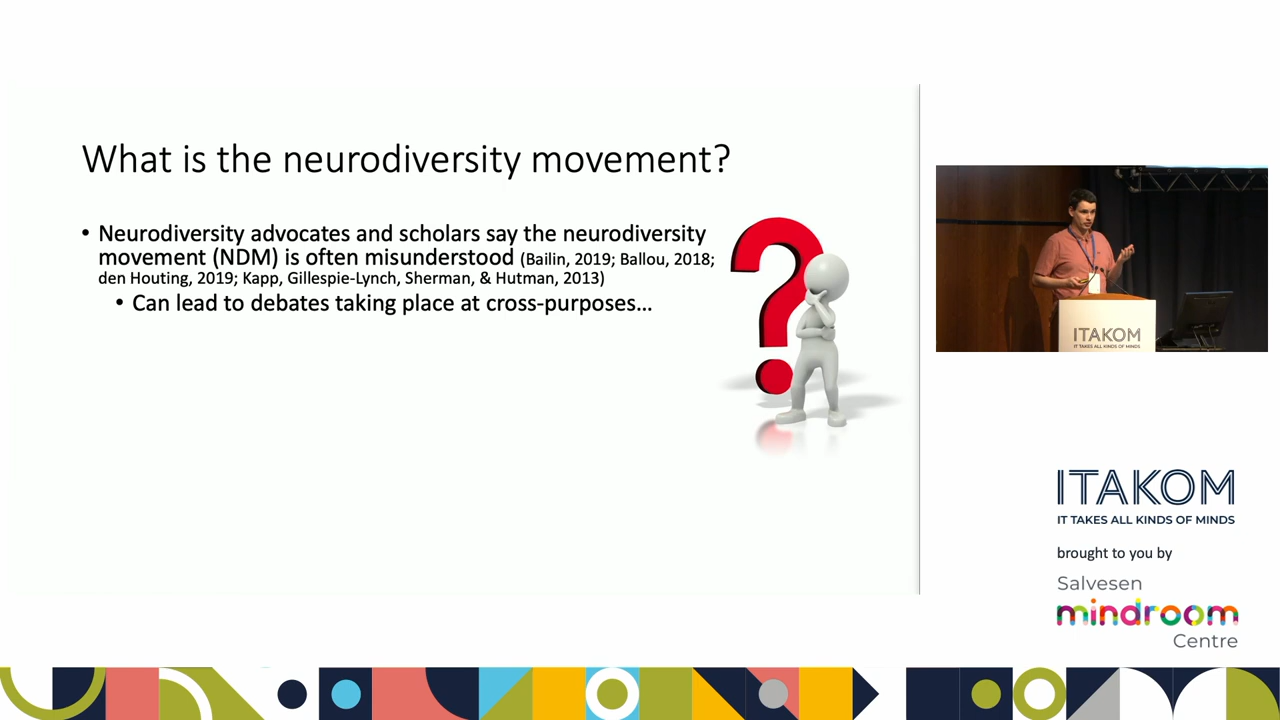 What is the neurodiversity movement?
• Neurodiversity advocates and scholars say the neurodiversity
movement (NDM) is often misunderstood (Bailin, 2019; Ballou, 2018;
den Houting, 2019; Kapp, Gillespie-Lynch, Sherman, & Hutman, 2013)
• Can lead to debates taking place at cross-purposes...
ITAKOM
IT TAKES ALL KINDS OF MINDS
ITAKOM
IT TAKES ALL KINDS OF MINDS
brought to you by
Salvesen
mindroom
Centre